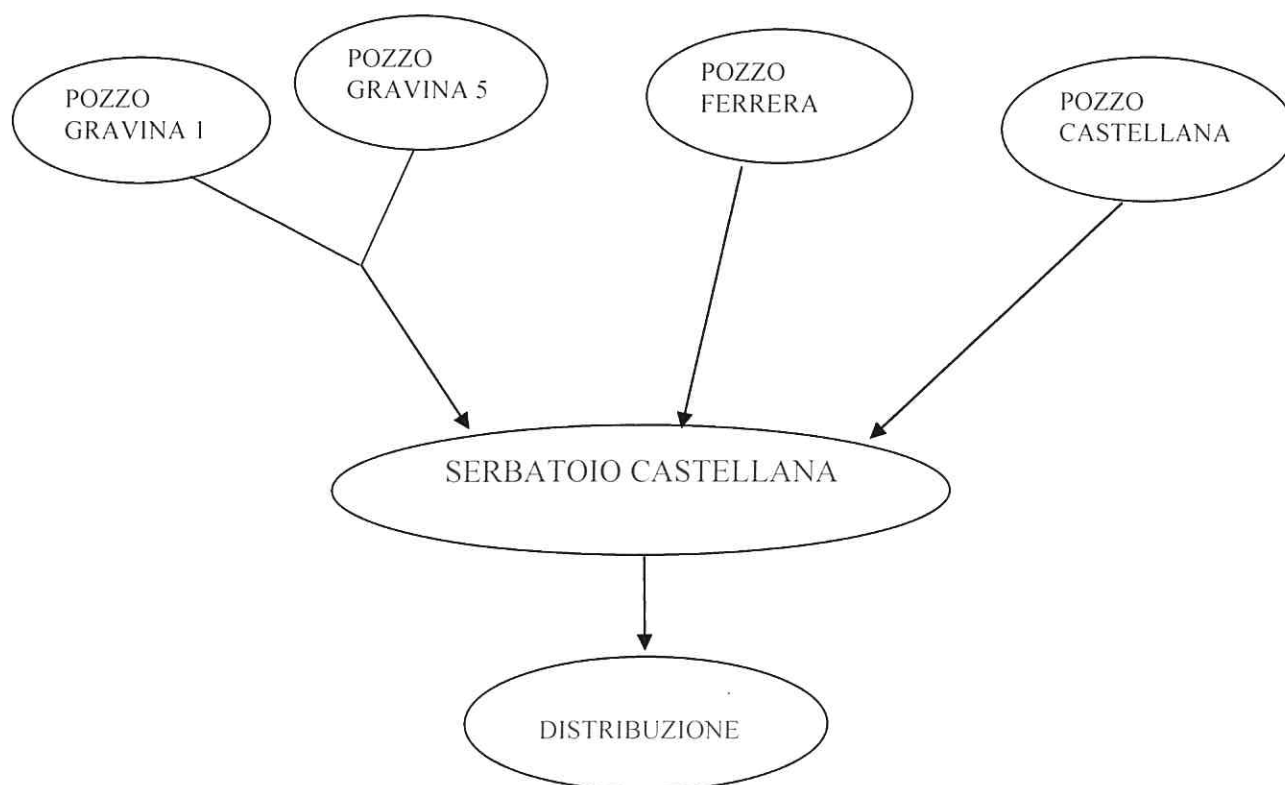 POZZO
GRAVINA 1
POZZO
GRAVINA 5
POZZO
FERRERA
POZZO
CASTELLANA
SERBATOIO CASTELLANA
DISTRIBUZIONE